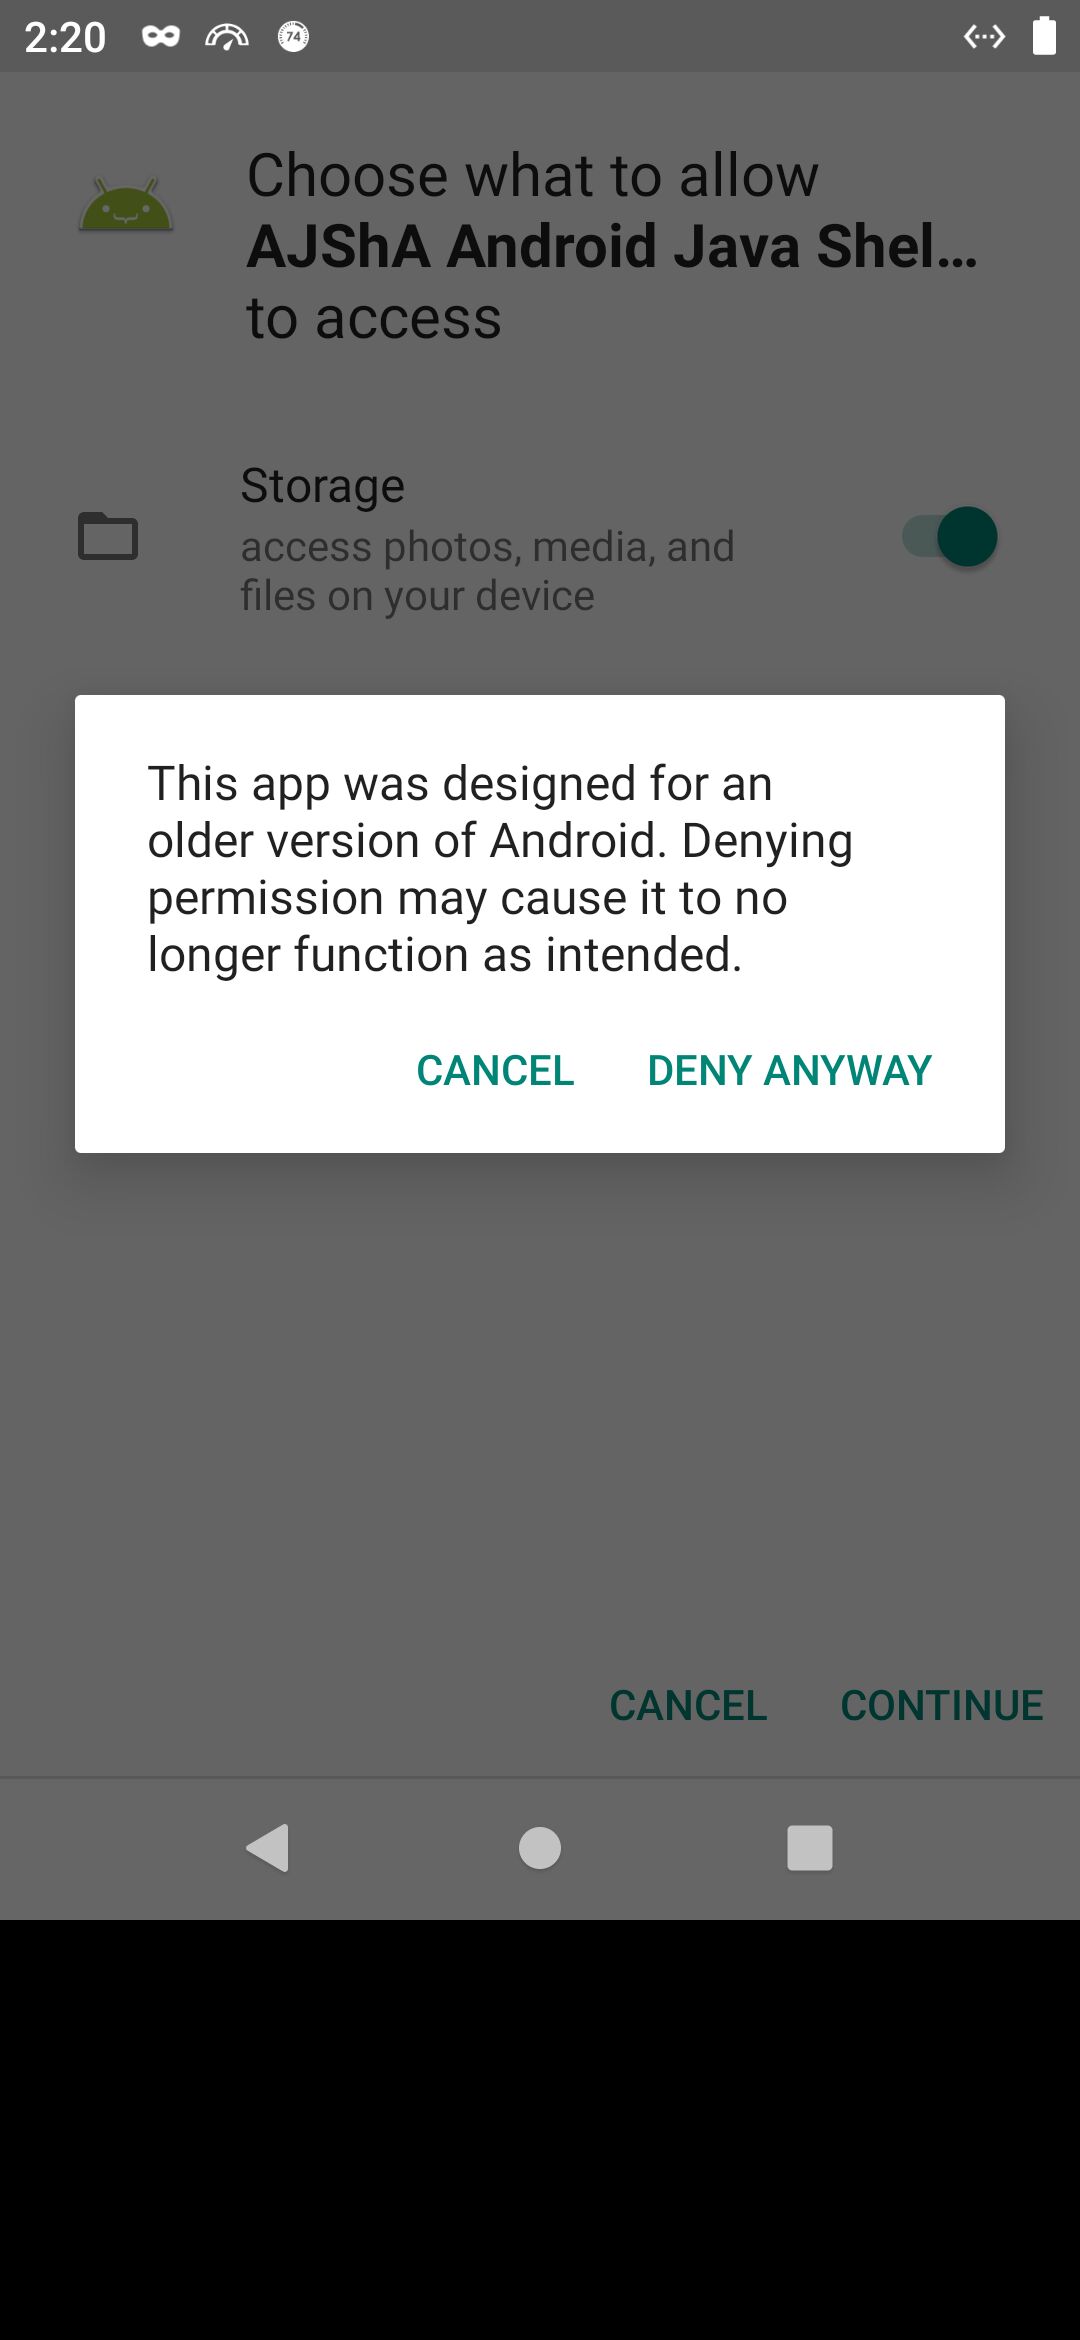 2:20
74
Choose what to allow
AJShA Android Java Shel...
to access
Storage
access photos, media, and
files on your device
This app was designed for an
older version of Android. Denying
permission may cause it to no
longer function as intended.
CANCEL DENY ANYWAY
CANCEL CONTINUE